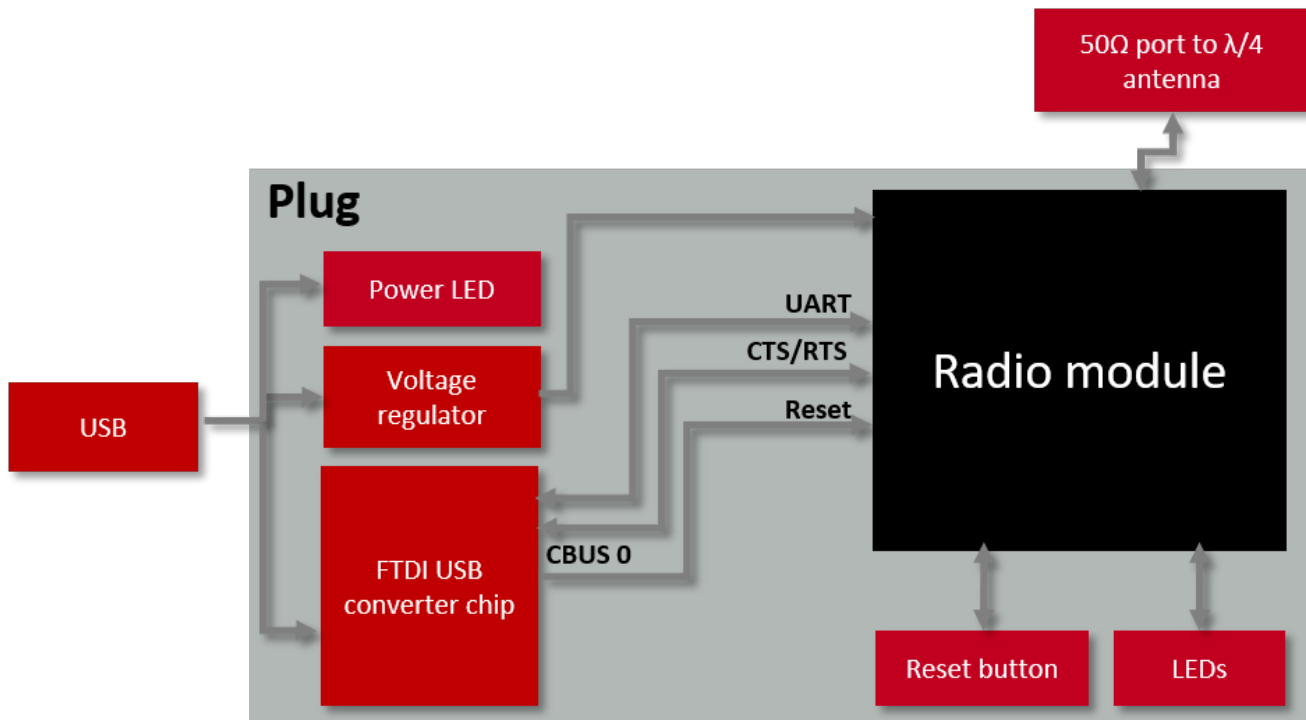 50Ω port to λ/4
antenna
Plug
Power LED
UART
CTS/RTS
Radio module
Voltage
regulator
Reset
USB
CBUS 0
FTDI USB
converter chip
Reset button
LEDs